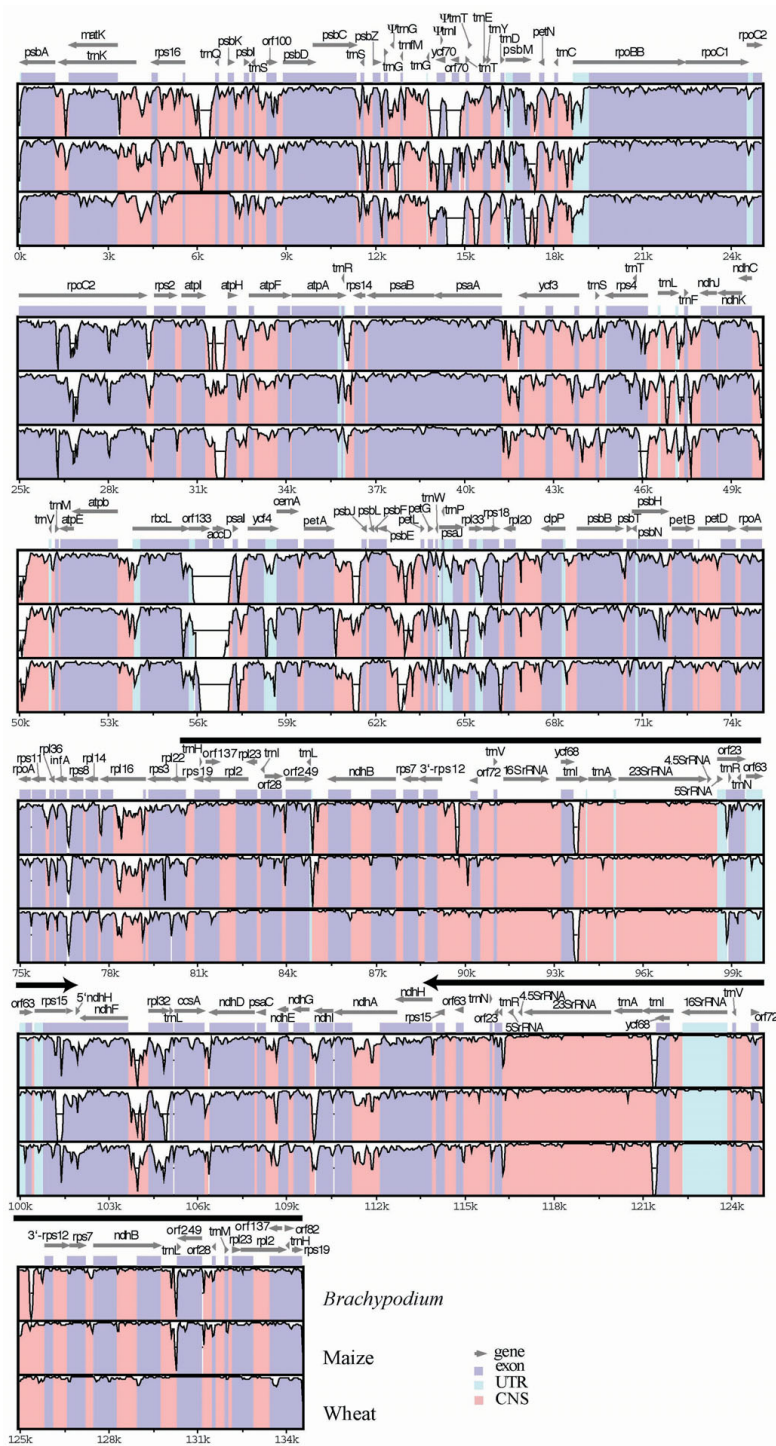 ΨtrnG ΨtrnI ΨtrnT trnE
psbA matK trnK rps16 trnQ psbK psbI trnS orf100 psbD psbC trnS psbZ trnG trnfM trnG ycf70 orf70 trnT trnY trnD psbM petN trnC rpoBB rpoC1 rpoC2
0k 3k 6k 9k 12k 15k 18k 21k 24k
rpoC2 rps2 atpI atpH atpF atpA trnR rps14 psaB psaA ycf3 trnS rps4 trnT trnL trnF ndhJ ndhK ndhC
25k 28k 31k 34k 37k 40k 43k 46k 49k
trnV trnM atpE atpb rbcL orf133 accD psaI ycf4 cemA petA psbJ psbL psbF psbE petL petG trnW trnP psaJ rpl33 rps18 rpl20 clpP psbB psbT psbH psbN petB petD rpoA
50k 53k 56k 59k 62k 65k 68k 71k 74k
rpoA rps11 rpl36 infA rps8 rpl14 rpl16 rps3 rpl22 rps19 trnH orf137 rpl2 rpl23 trnI orf28 orf249 trnL ndhB rps7 3'-rps12 orf72 trnV 16SrRNA ycf68 trnI trnA 23SrRNA 4.5SrRNA 5SrRNA orf23 trnR trnN orf63
75k 78k 81k 84k 87k 90k 93k 96k 99k
orf63 rps15 5'ndhH ndhF rpl32 trnL ccsA ndhD psaC ndhE ndhG ndhI ndhA ndhH rps15 orf63 trnN orf23 trnR 5SrRNA 4.5SrRNA 23SrRNA trnA trnI ycf68 16SrRNA trnV orf72
100k 103k 106k 109k 112k 115k 118k 121k 124k
3'-rps12 rps7 ndhB trnL orf249 orf28 trnM rpl23 orf137 rpl2 trnH orf82 rps19
Brachypodium
Maize
Wheat
gene
exon
UTR
CNS
125k 128k 131k 134k